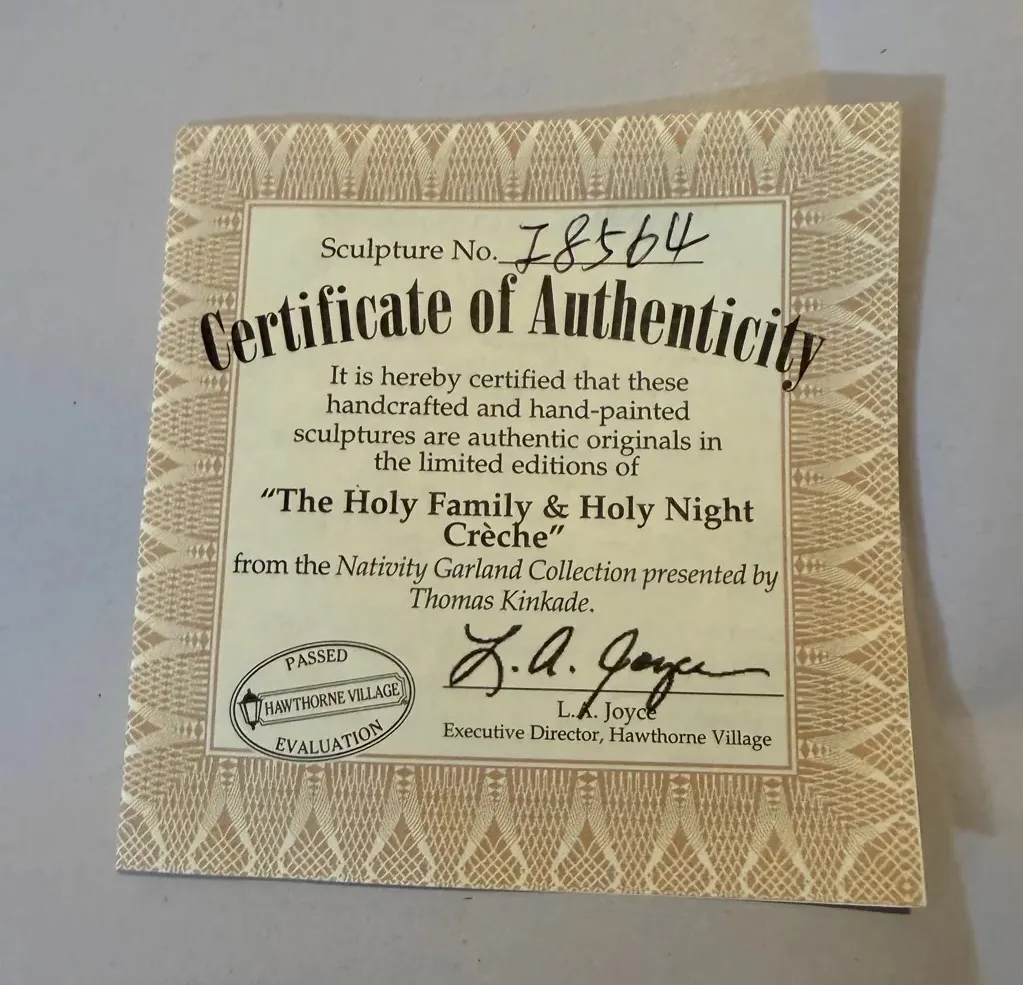 Sculpture No. I8564
Certificate of Authenticity
It is hereby certified that these
handcrafted and hand-painted
sculptures are authentic originals in
the limited editions of
"The Holy Family & Holy Night
Crèche"
from the Nativity Garland Collection presented by
Thomas Kinkade.
L. A. Joyce
L.A. Joyce
Executive Director, Hawthorne Village
PASSED
HAWTHORNE VILLAGE
EVALUATION